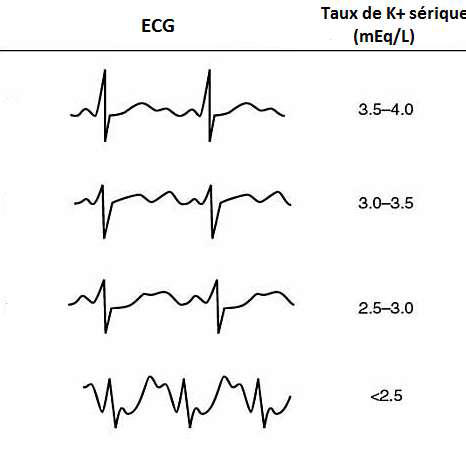 ECG
Taux de K+ sérique
(mEq/L)
3.5–4.0
3.0–3.5
2.5–3.0
<2.5